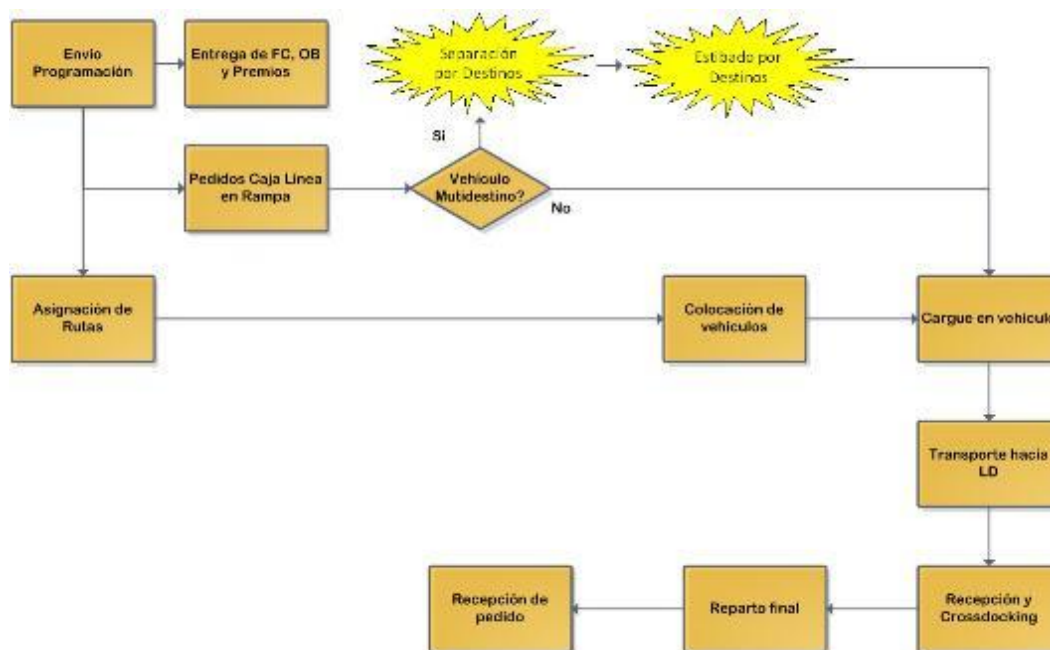 Envío
Programación
Entrega de FC, OB
y Premios
Separación
por Destinos
Estibado por
Destinos
Si
Pedidos Caja Línea
en Rampa
Vehículo
Mutidestino?
No
Asignación de
Rutas
Colocación de
vehículos
Cargue en vehículo
Transporte hacia
LD
Recepción de
pedido
Reparto final
Recepción y
Crossdocking